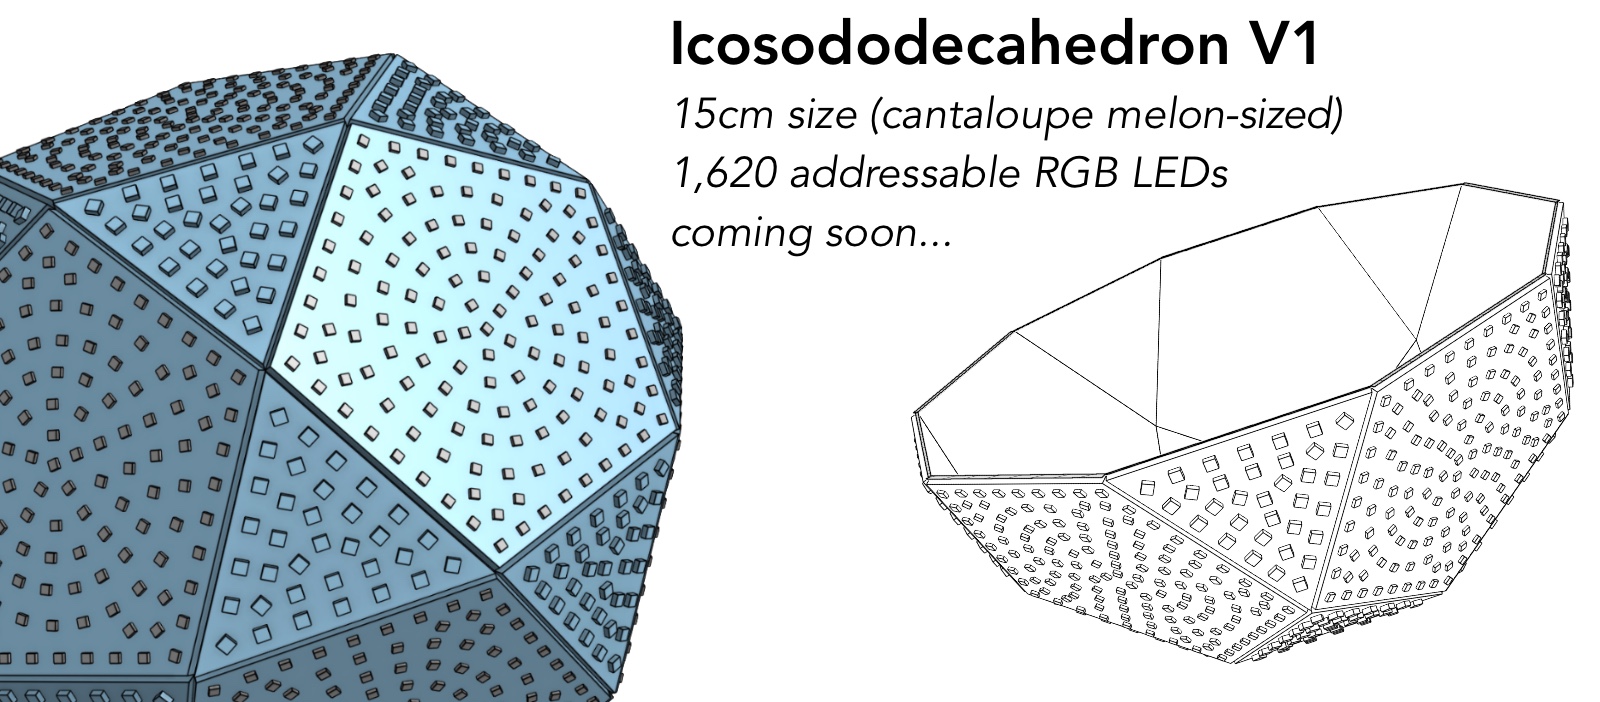 Icosododecahedron V1
15cm size (cantaloupe melon-sized)
1,620 addressable RGB LEDs
coming soon...